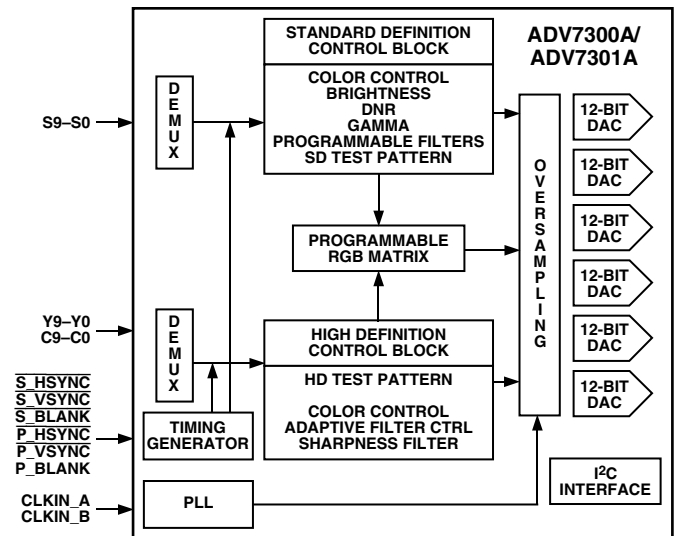 ADV7300A/
ADV7301A
STANDARD DEFINITION
CONTROL BLOCK
COLOR CONTROL
BRIGHTNESS
DNR
GAMMA
PROGRAMMABLE FILTERS
SD TEST PATTERN
DEMUX
S9–S0
OVERSAMPLING
12-BIT
DAC
12-BIT
DAC
12-BIT
DAC
12-BIT
DAC
12-BIT
DAC
12-BIT
DAC
PROGRAMMABLE
RGB MATRIX
Y9–Y0
C9–C0
DEMUX
HIGH DEFINITION
CONTROL BLOCK
HD TEST PATTERN
COLOR CONTROL
ADAPTIVE FILTER CTRL
SHARPNESS FILTER
S_HSYNC
S_VSYNC
S_BLANK
P_HSYNC
P_VSYNC
P_BLANK
TIMING
GENERATOR
CLKIN_A
CLKIN_B
PLL
I2C
INTERFACE